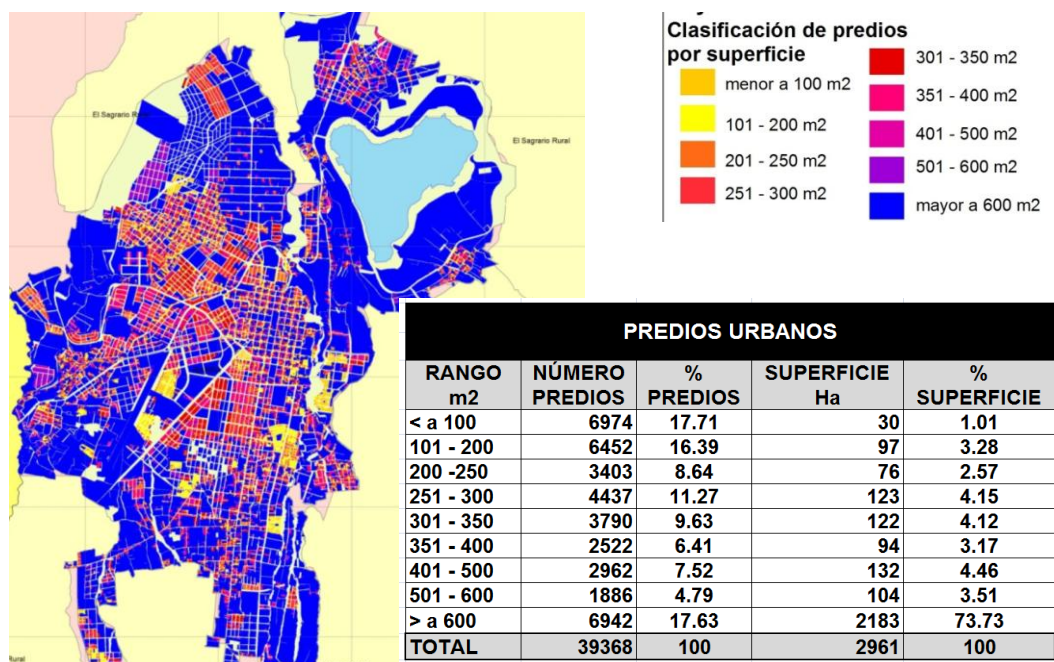 El Sagrario Rural
El Sagrario Rural
Rural
Clasificación de predios
por superficie
menor a 100 m2
101 - 200 m2
201 - 250 m2
251 - 300 m2
301 - 350 m2
351 - 400 m2
401 - 500 m2
501 - 600 m2
mayor a 600 m2
PREDIOS URBANOS
RANGO m2 NÚMERO PREDIOS % PREDIOS SUPERFICIE Ha % SUPERFICIE
< a 100 6974 17.71 30 1.01
101 - 200 6452 16.39 97 3.28
200 -250 3403 8.64 76 2.57
251 - 300 4437 11.27 123 4.15
301 - 350 3790 9.63 122 4.12
351 - 400 2522 6.41 94 3.17
401 - 500 2962 7.52 132 4.46
501 - 600 1886 4.79 104 3.51
> a 600 6942 17.63 2183 73.73
TOTAL 39368 100 2961 100